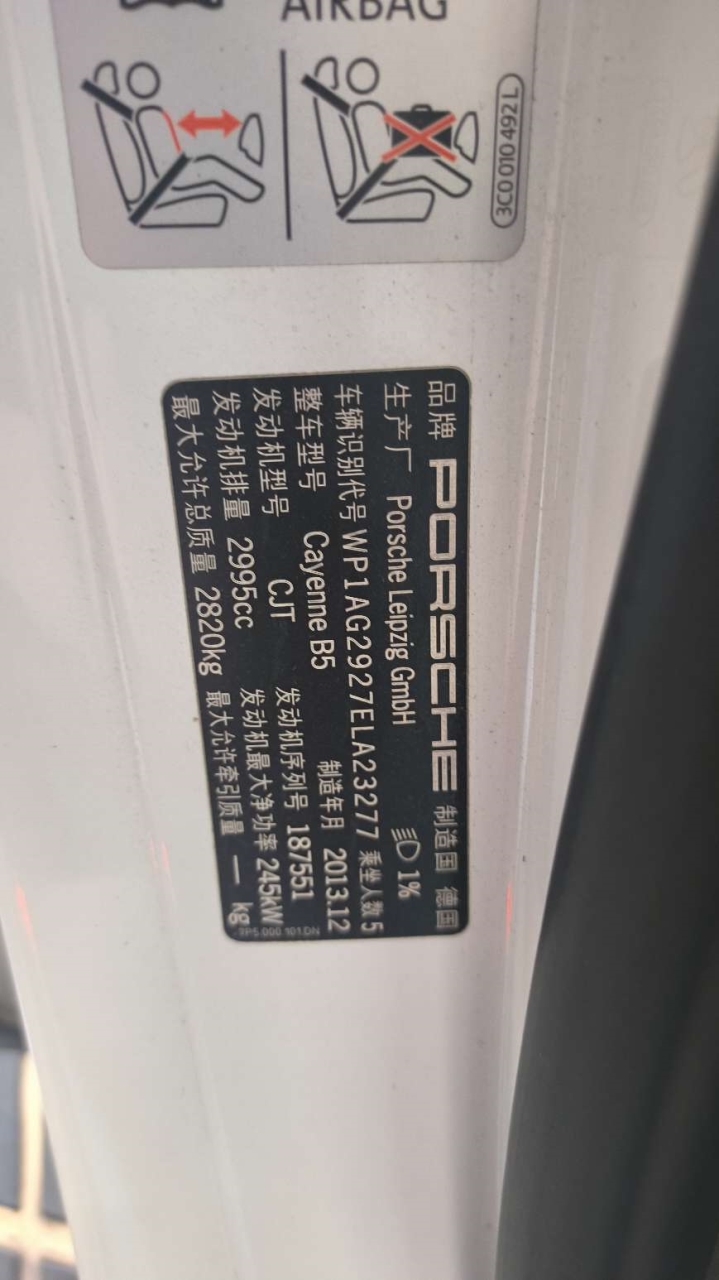 AIRBAG
3C0 010 492 L
品牌 PORSCHE 制造国 德国
生产厂 Porsche Leipzig GmbH 1%
车辆识别代号 WP1AG2927ELA23277 乘坐人数 5
整车型号 Cayenne B5 制造年月 2013.12
发动机型号 CJT 发动机序列号 187551
发动机排量 2995cc 发动机最大净功率 245kW
最大允许总质量 2820kg 最大允许牵引质量 — kg